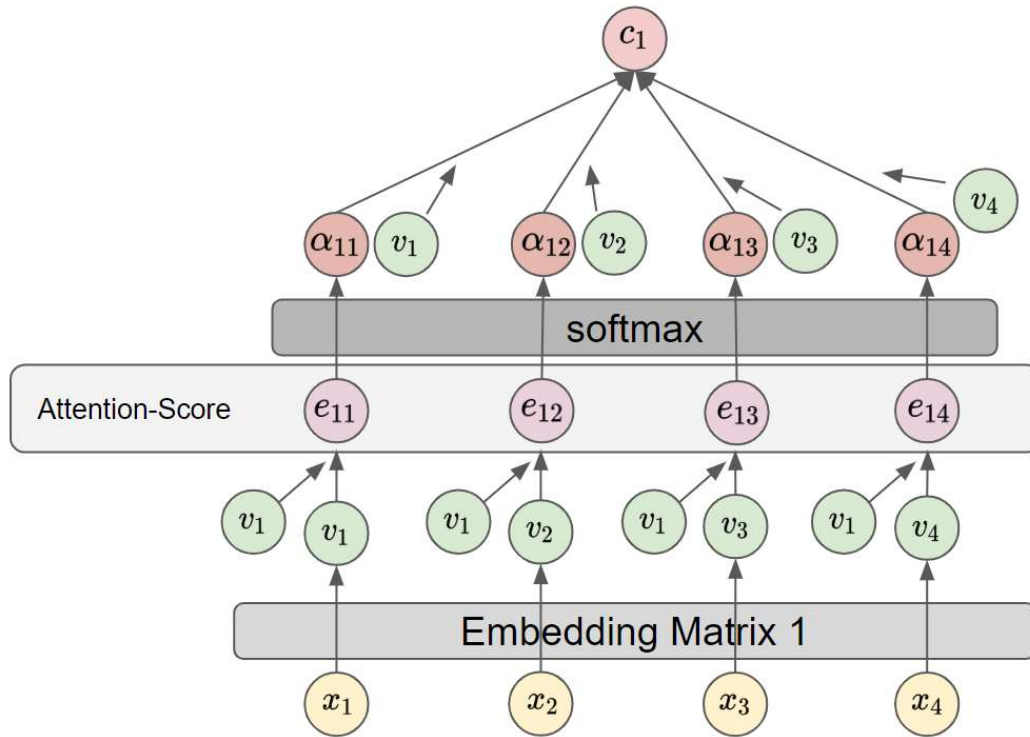 c₁
v₄
α₁₁ v₁ α₁₂ v₂ α₁₃ v₃ α₁₄
softmax
Attention-Score e₁₁ e₁₂ e₁₃ e₁₄
v₁ v₁ v₁ v₂ v₁ v₃ v₁ v₄
Embedding Matrix 1
x₁ x₂ x₃ x₄